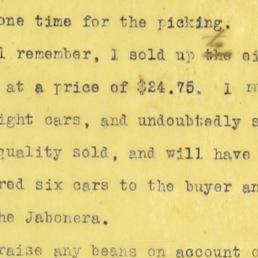 one time for the picking.
l remember, I sold up the ei
at a price of $24.75. I m
ight cars, and undoubtedly s
quality sold, and will have
red six cars to the buyer an
he Jabonera.
raise any beans on account o